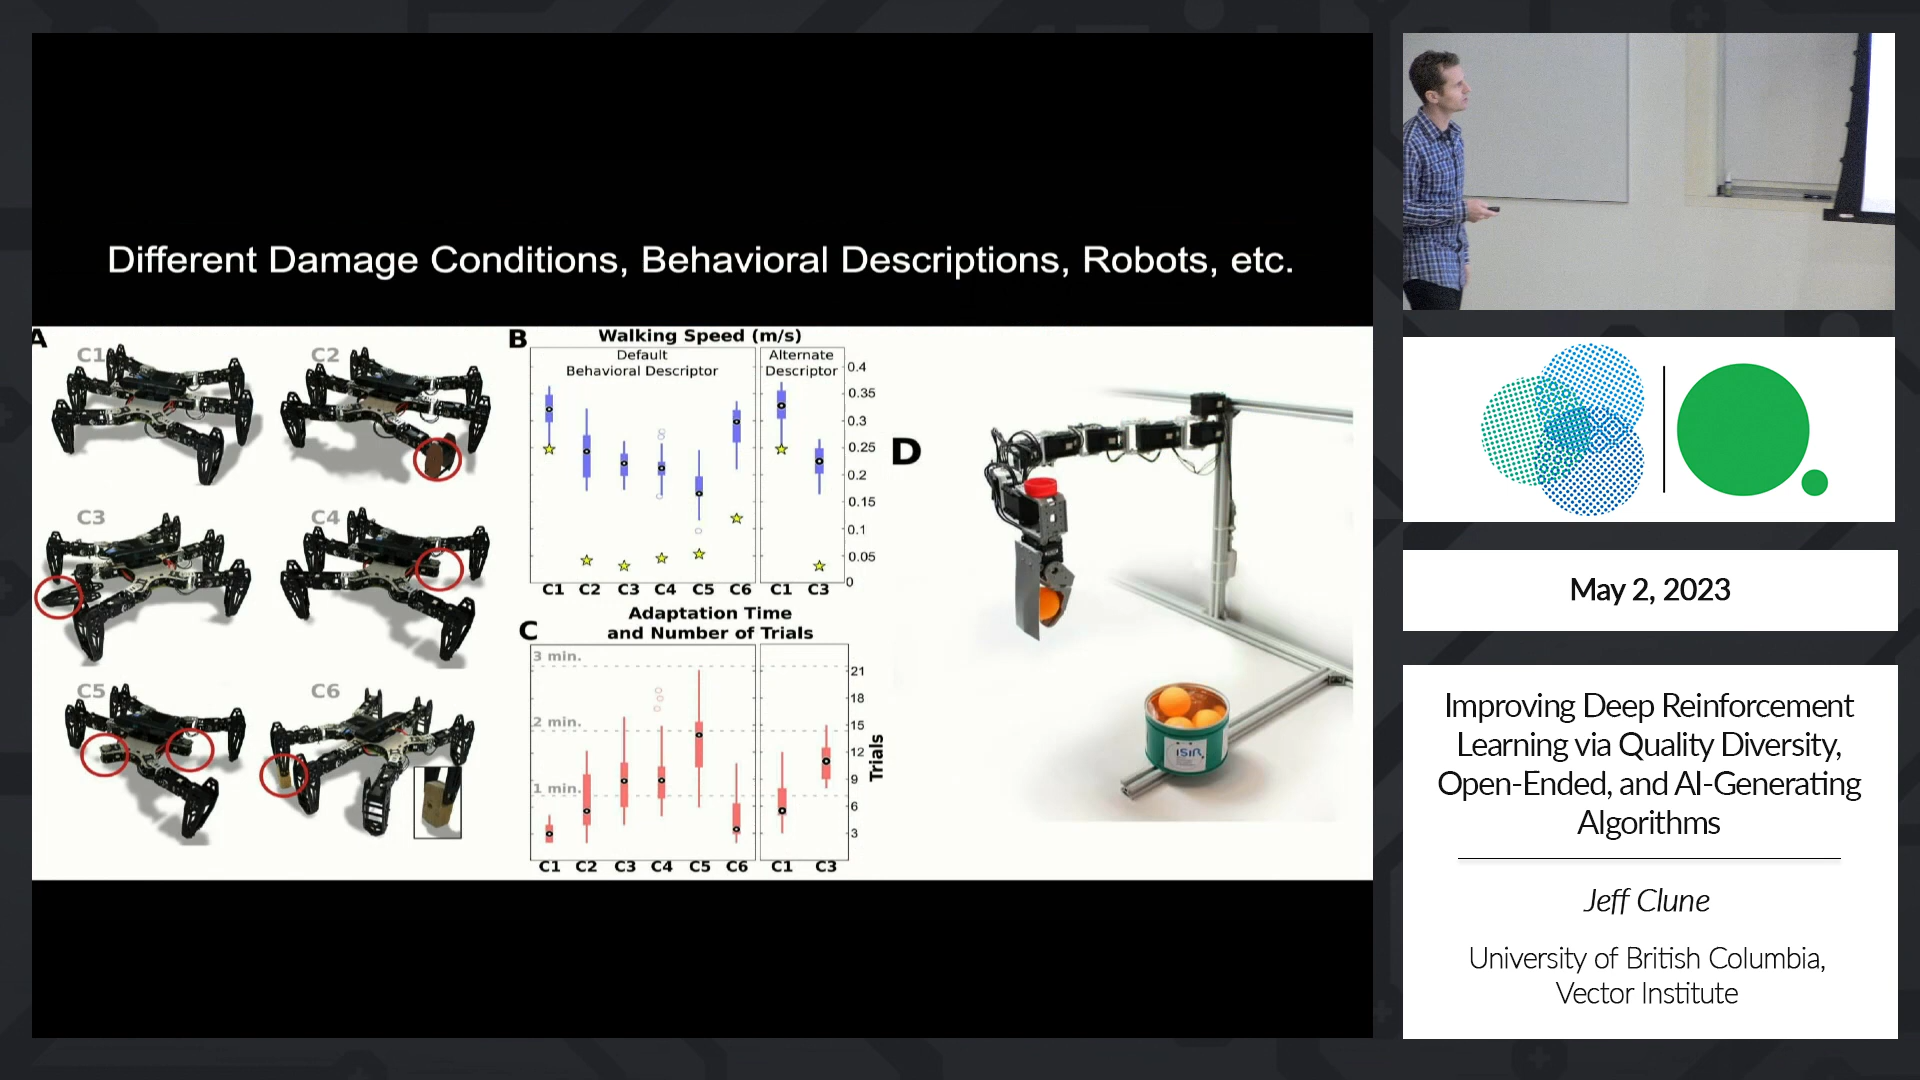 Different Damage Conditions, Behavioral Descriptions, Robots, etc.
A
C1
C2
C3
C4
C5
C6
B
Walking Speed (m/s)
Default
Behavioral Descriptor
Alternate
Descriptor
0.4
0.35
0.3
0.25
0.2
0.15
0.1
0.05
0
C1 C2 C3 C4 C5 C6 C1 C3
C
Adaptation Time
and Number of Trials
3 min.
2 min.
1 min.
21
18
15
12
9
6
3
Trials
C1 C2 C3 C4 C5 C6 C1 C3
D
ISIR
May 2, 2023
Improving Deep Reinforcement
Learning via Quality Diversity,
Open-Ended, and AI-Generating
Algorithms
Jeff Clune
University of British Columbia,
Vector Institute